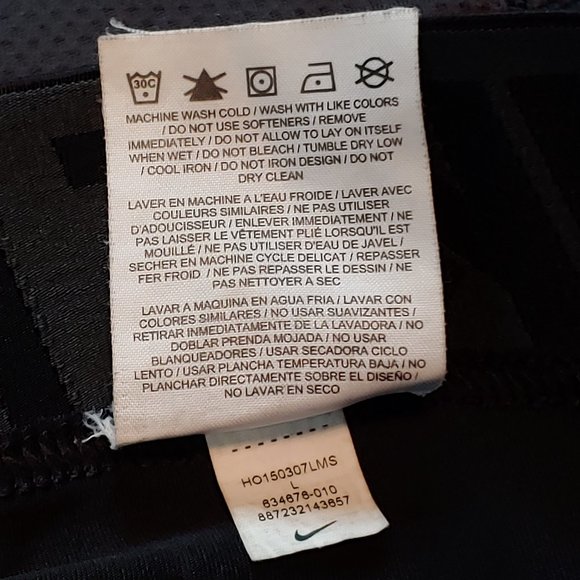 30C
MACHINE WASH COLD / WASH WITH LIKE COLORS
/ DO NOT USE SOFTENERS / REMOVE
IMMEDIATELY / DO NOT ALLOW TO LAY ON ITSELF
WHEN WET / DO NOT BLEACH / TUMBLE DRY LOW
/ COOL IRON / DO NOT IRON DESIGN / DO NOT
DRY CLEAN
LAVER EN MACHINE A L'EAU FROIDE / LAVER AVEC
COULEURS SIMILAIRES / NE PAS UTILISER
D'ADOUCISSEUR / ENLEVER IMMEDIATEMENT / NE
PAS LAISSER LE VÊTEMENT PLIÉ LORSQU'IL EST
MOUILLÉ / NE PAS UTILISER D'EAU DE JAVEL /
SECHER EN MACHINE CYCLE DELICAT / REPASSER
FER FROID / NE PAS REPASSER LE DESSIN / NE
PAS NETTOYER A SEC
LAVAR A MAQUINA EN AGUA FRIA / LAVAR CON
COLORES SIMILARES / NO USAR SUAVIZANTES /
RETIRAR INMEDIATAMENTE DE LA LAVADORA / NO
DOBLAR PRENDA MOJADA / NO USAR
BLANQUEADORES / USAR SECADORA CICLO
LENTO / USAR PLANCHA TEMPERATURA BAJA / NO
PLANCHAR DIRECTAMENTE SOBRE EL DISEÑO /
NO LAVAR EN SECO
HO150307LMS
L
634676-010
887232143657